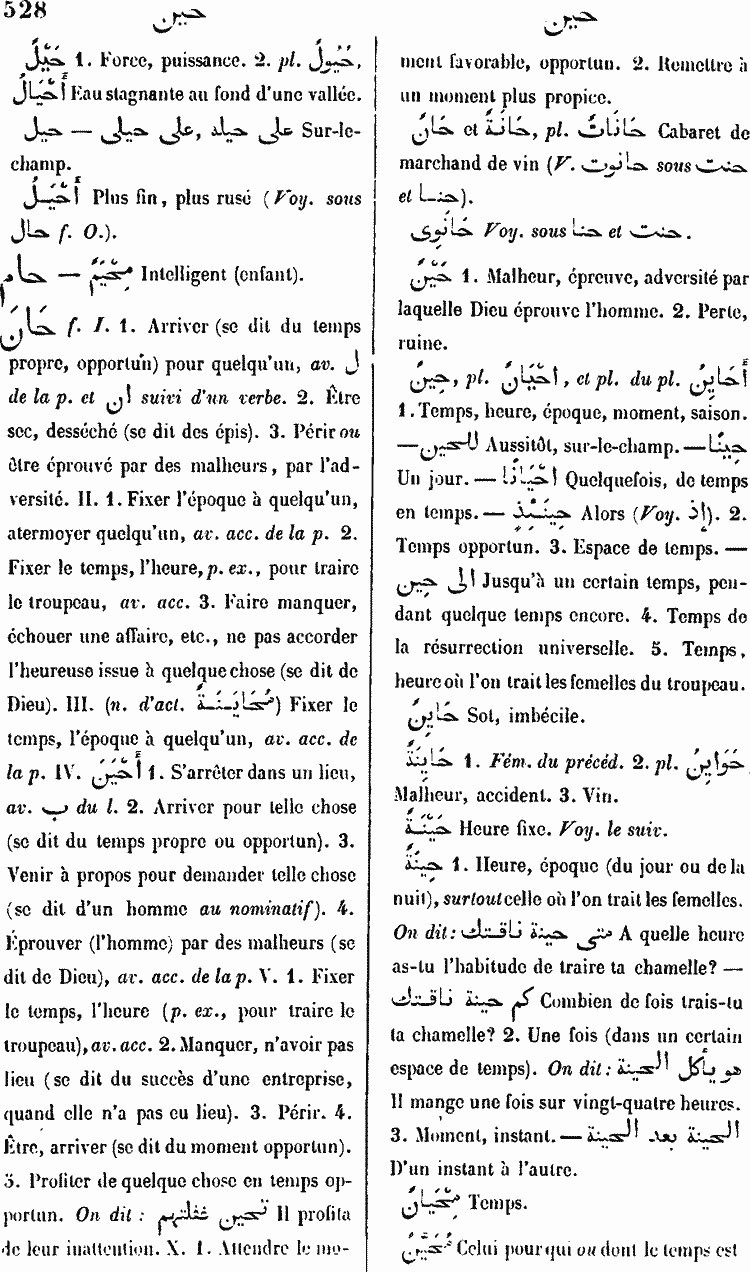 528
حين
حين
حَيْلٌ 1. Force, puissance. 2. pl. حُيُولٌ,
أَحْيَالٌ Eau stagnante au fond d'une vallée.
حيل — على حيلى, على حيله Sur-le-
champ.
أَحْيَلُ Plus fin, plus rusé (Voy. sous
حال f. O.).
حام — مُحَيَّمٌ Intelligent (enfant).
حَانَ f. I. 1. Arriver (se dit du temps
propre, opportun) pour quelqu'un, av. ل
de la p. et أن suivi d'un verbe. 2. Être
sec, desséché (se dit des épis). 3. Périr ou
être éprouvé par des malheurs, par l'ad-
versité. II. 1. Fixer l'époque à quelqu'un,
atermoyer quelqu'un, av. acc. de la p. 2.
Fixer le temps, l'heure, p. ex., pour traire
le troupeau, av. acc. 3. Faire manquer,
échouer une affaire, etc., ne pas accorder
l'heureuse issue à quelque chose (se dit de
Dieu). III. (n. d'act. مُحَايَنَةٌ) Fixer le
temps, l'époque à quelqu'un, av. acc. de
la p. IV. أَحْيَنَ 1. S'arrêter dans un lieu,
av. ب du l. 2. Arriver pour telle chose
(se dit du temps propre ou opportun). 3.
Venir à propos pour demander telle chose
(se dit d'un homme au nominatif). 4.
Éprouver (l'homme) par des malheurs (se
dit de Dieu), av. acc. de la p. V. 1. Fixer
le temps, l'heure (p. ex., pour traire le
troupeau), av. acc. 2. Manquer, n'avoir pas
lieu (se dit du succès d'une entreprise,
quand elle n'a pas eu lieu). 3. Périr. 4.
Être, arriver (se dit du moment opportun).
5. Profiter de quelque chose en temps op-
portun. On dit : تحين غفلتهم Il profita
de leur inattention. X. 1. Attendre le mo-
ment favorable, opportun. 2. Remettre à
un moment plus propice.
حَانٌ et حَانَةٌ, pl. حَانَاتٌ Cabaret de
marchand de vin (V. حانوت sous حنت
et حنا).
حَانَوِى Voy. sous حنا et حنت.
حَيْنٌ 1. Malheur, épreuve, adversité par
laquelle Dieu éprouve l'homme. 2. Perte,
ruine.
حِينٌ, pl. أَحْيَانٌ, et pl. du pl. أَحَايِينُ
1. Temps, heure, époque, moment, saison.
— للحين Aussitôt, sur-le-champ. — حِينًا
Un jour. — أَحْيَانًا Quelquefois, de temps
en temps. — حِينَئِذٍ Alors (Voy. إذ). 2.
Temps opportun. 3. Espace de temps. —
الى حِين Jusqu'à un certain temps, pen-
dant quelque temps encore. 4. Temps de
la résurrection universelle. 5. Temps,
heure où l'on trait les femelles du troupeau.
حَايِنٌ Sot, imbécile.
حَايِنَةٌ 1. Fém. du précéd. 2. pl. حَوَايِنُ
Malheur, accident. 3. Vin.
حَيْنَةٌ Heure fixe. Voy. le suiv.
حِينَةٌ 1. Heure, époque (du jour ou de la
nuit), surtout celle où l'on trait les femelles.
On dit : متى حينة ناقتك A quelle heure
as-tu l'habitude de traire ta chamelle? —
كم حينة ناقتك Combien de fois trais-tu
ta chamelle? 2. Une fois (dans un certain
espace de temps). On dit : هو يأكل الحينة
Il mange une fois sur vingt-quatre heures.
3. Moment, instant. — الحينة بعد الحينة
D'un instant à l'autre.
مِحْيَانٌ Temps.
مُحَيَّنٌ Celui pour qui ou dont le temps est